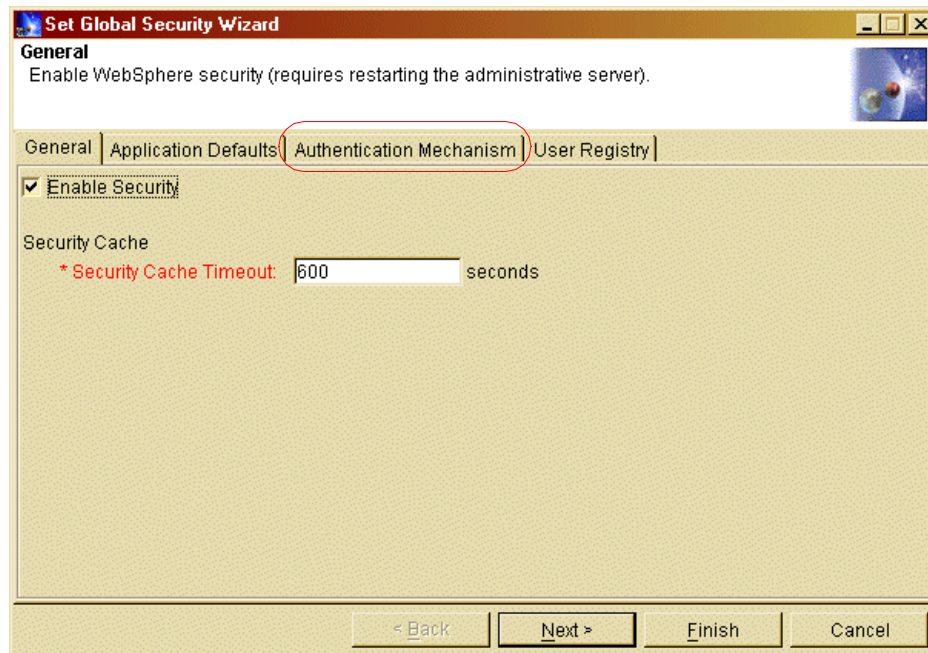 Set Global Security Wizard
General
Enable WebSphere security (requires restarting the administrative server).
General Application Defaults Authentication Mechanism User Registry
Enable Security
Security Cache
* Security Cache Timeout: 600 seconds
< Back Next > Finish Cancel